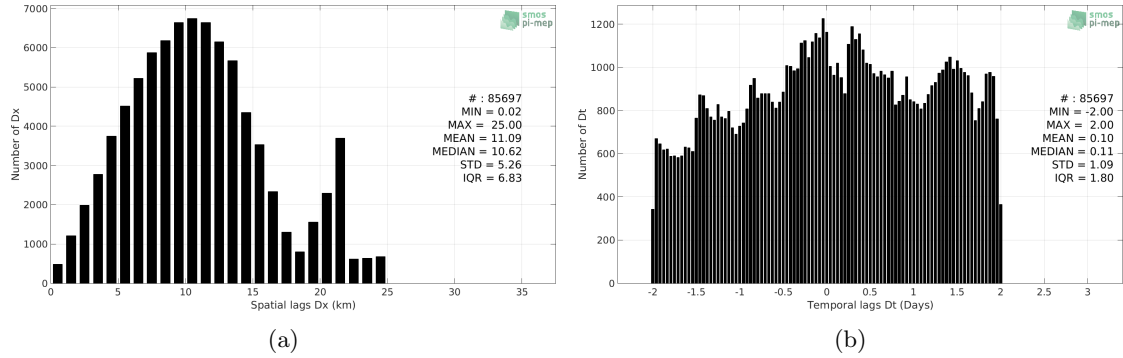 smos
pi-mep
7000
6000
5000
4000
3000
2000
1000
0
Number of Dx
# : 85697
MIN = 0.02
MAX = 25.00
MEAN = 11.09
MEDIAN = 10.62
STD = 5.26
IQR = 6.83
0 5 10 15 20 25 30 35
Spatial lags Dx (km)
(a)
smos
pi-mep
1200
1000
800
600
400
200
0
Number of Dt
# : 85697
MIN = -2.00
MAX = 2.00
MEAN = 0.10
MEDIAN = 0.11
STD = 1.09
IQR = 1.80
-2 -1.5 -1 -0.5 0 0.5 1 1.5 2 2.5 3
Temporal lags Dt (Days)
(b)